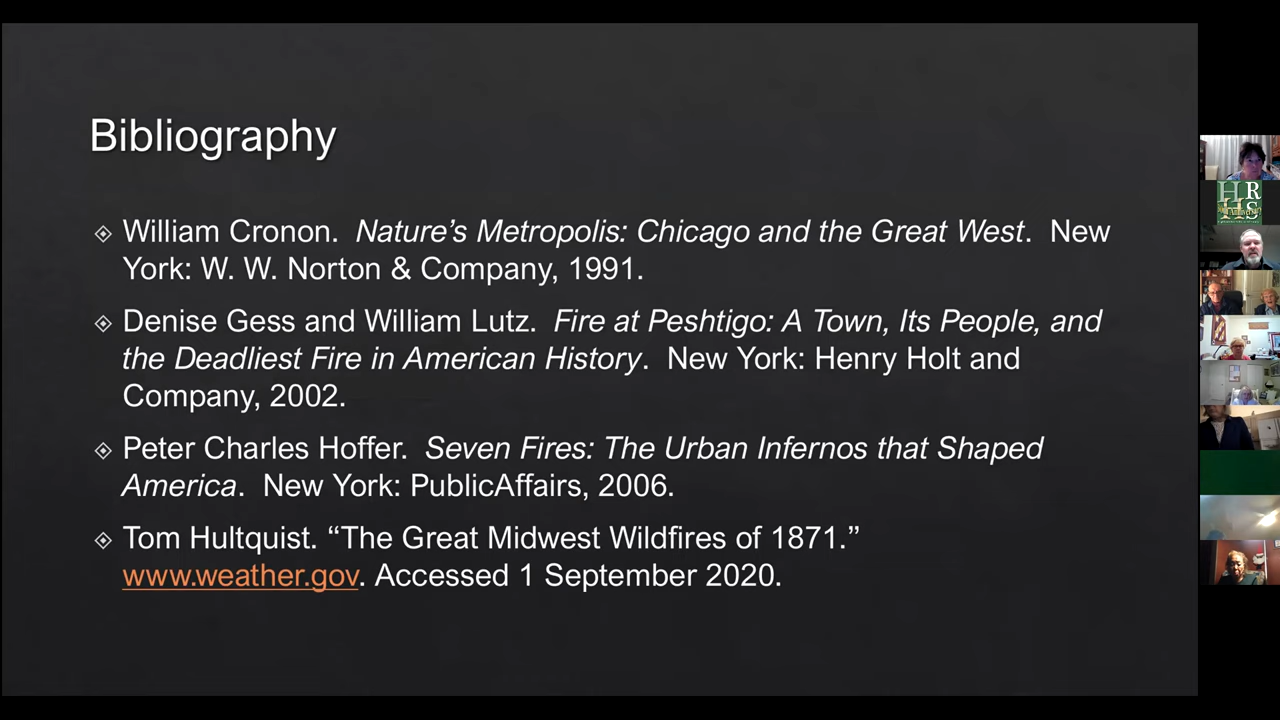 Bibliography
William Cronon.  Nature’s Metropolis: Chicago and the Great West.  New
York: W. W. Norton & Company, 1991.
Denise Gess and William Lutz.  Fire at Peshtigo: A Town, Its People, and
the Deadliest Fire in American History.  New York: Henry Holt and
Company, 2002.
Peter Charles Hoffer.  Seven Fires: The Urban Infernos that Shaped
America.  New York: PublicAffairs, 2006.
Tom Hultquist. “The Great Midwest Wildfires of 1871.”
www.weather.gov. Accessed 1 September 2020.
H R
H S